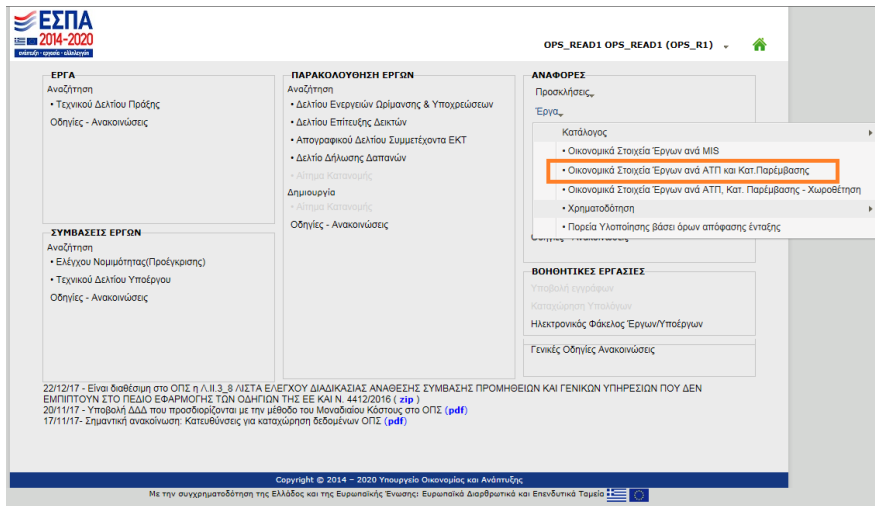 ΕΣΠΑ
2014-2020
ανάπτυξη - εργασία - αλληλεγγύη
OPS_READ1 OPS_READ1 (OPS_R1)
ΕΡΓΑ
Αναζήτηση
• Τεχνικού Δελτίου Πράξης
Οδηγίες - Ανακοινώσεις
ΣΥΜΒΑΣΕΙΣ ΕΡΓΩΝ
Αναζήτηση
• Ελέγχου Νομιμότητας(Προέγκρισης)
• Τεχνικού Δελτίου Υποέργου
Οδηγίες - Ανακοινώσεις
ΠΑΡΑΚΟΛΟΥΘΗΣΗ ΕΡΓΩΝ
Αναζήτηση
• Δελτίου Ενεργειών Ωρίμανσης & Υποχρεώσεων
• Δελτίου Επίτευξης Δεικτών
• Απογραφικού Δελτίου Συμμετέχοντα ΕΚΤ
• Δελτίο Δήλωσης Δαπανών
• Αίτημα Κατανομής
Δημιουργία
• Αίτημα Κατανομής
Οδηγίες - Ανακοινώσεις
ΑΝΑΦΟΡΕΣ
Προσκλήσεις
Έργα
Κατάλογος
• Οικονομικά Στοιχεία Έργων ανά MIS
• Οικονομικά Στοιχεία Έργων ανά ΑΤΠ και Κατ.Παρέμβασης
• Οικονομικά Στοιχεία Έργων ανά ΑΤΠ, Κατ. Παρέμβασης - Χωροθέτηση
• Χρηματοδότηση
• Πορεία Υλοποίησης βάσει όρων απόφασης ένταξης
Οδηγίες - Ανακοινώσεις
ΒΟΗΘΗΤΙΚΕΣ ΕΡΓΑΣΙΕΣ
Υποβολή εγγράφων
Καταχώρηση Υπολόγων
Ηλεκτρονικός Φάκελος Έργων/Υποέργων
Γενικές Οδηγίες Ανακοινώσεις
22/12/17 - Είναι διαθέσιμη στο ΟΠΣ η Λ.ΙΙ.3_8 ΛΙΣΤΑ ΕΛΕΓΧΟΥ ΔΙΑΔΙΚΑΣΙΑΣ ΑΝΑΘΕΣΗΣ ΣΥΜΒΑΣΗΣ ΠΡΟΜΗΘΕΙΩΝ ΚΑΙ ΓΕΝΙΚΩΝ ΥΠΗΡΕΣΙΩΝ ΠΟΥ ΔΕΝ
ΕΜΠΙΠΤΟΥΝ ΣΤΟ ΠΕΔΙΟ ΕΦΑΡΜΟΓΗΣ ΤΩΝ ΟΔΗΓΙΩΝ ΤΗΣ ΕΕ ΚΑΙ Ν. 4412/2016 ( zip )
20/11/17 - Υποβολή ΔΔΔ που προσδιορίζονται με την μέθοδο του Μοναδιαίου Κόστους στο ΟΠΣ (pdf)
17/11/17- Σημαντική ανακοίνωση: Κατευθύνσεις για καταχώρηση δεδομένων ΟΠΣ (pdf)
Copyright © 2014 – 2020 Υπουργείο Οικονομίας και Ανάπτυξης
Με την συγχρηματοδότηση της Ελλάδος και της Ευρωπαϊκής Ένωσης: Ευρωπαϊκά Διαρθρωτικά και Επενδυτικά Ταμεία